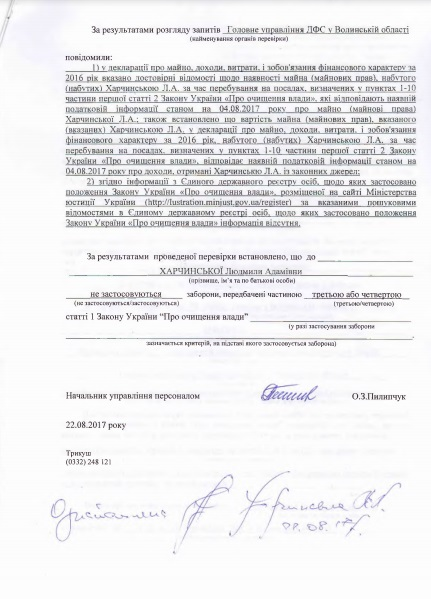 За результатами розгляду запитів Головне управління ДФС у Волинській області
(найменування органів перевірки)
повідомили:
1) у декларації про майно, доходи, витрати, і зобов'язання фінансового характеру за
2016 рік вказано достовірні відомості щодо наявності майна (майнових прав), набутого
(набутих) Харчинською Л.А. за час перебування на посадах, визначених у пунктах 1-10
частини першої статті 2 Закону України «Про очищення влади», які відповідають наявній
податковій інформації станом на 04.08.2017 року про майно (майнові права)
Харчинської Л.А.; також встановлено що вартість майна (майнових прав), вказаного
(вказаних) Харчинською Л.А. у декларації про майно, доходи, витрати, і зобов'язання
фінансового характеру за 2016 рік, набутого (набутих) Харчинською Л.А. за час
перебування на посадах, визначених у пунктах 1-10 частини першої статті 2 Закону
України «Про очищення влади», відповідає наявній податковій інформації станом на
04.08.2017 року про доходи, отримані Харчинською Л.А. із законних джерел;
2) згідно інформації з Єдиного державного реєстру осіб, щодо яких застосовано
положення Закону України «Про очищення влади», розміщеної на сайті Міністерства
юстиції України (http://lustration.minjust.gov.ua/register) за вказаними пошуковими
відомостями в Єдиному державному реєстрі осіб, щодо яких застосовано положення
Закону України «Про очищення влади» інформація відсутня.
За результатами проведеної перевірки встановлено, що до
ХАРЧИНСЬКОЇ Людмили Адамівни
(прізвище, ім'я та по батькові особи)
не застосовуються заборони, передбачені частиною третьою або четвертою
(не застосовуються/застосовуються) (третьою/четвертою)
статті 1 Закону України "Про очищення влади"
(у разі застосування заборони
зазначається критерій, на підставі якого застосовується заборона)
Начальник управління персоналом О.З.Пилипчук
22.08.2017 року
Трикуш
(0332) 248 121